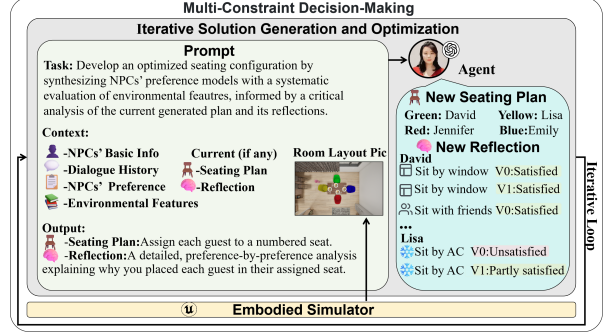 Multi-Constraint Decision-Making
Iterative Solution Generation and Optimization
Prompt
Task: Develop an optimized seating configuration by
synthesizing NPCs' preference models with a systematic
evaluation of environmental feautres, informed by a critical
analysis of the current generated plan and its reflections.
Context:
-NPCs' Basic Info
-Dialogue History
-NPCs' Preference
-Environmental Features
Current (if any)
-Seating Plan
-Reflection
Room Layout Pic
Output:
-Seating Plan:Assign each guest to a numbered seat.
-Reflection:A detailed, preference-by-preference analysis
explaining why you placed each guest in their assigned seat.
Agent
New Seating Plan
Green: David Yellow: Lisa
Red: Jennifer Blue:Emily
New Reflection
David
Sit by window V0:Satisfied
Sit by window V1:Satisfied
Sit with friends V0:Satisfied
...
Lisa
Sit by AC V0:Unsatisfied
Sit by AC V1:Partly satisfied
Iterative Loop
u Embodied Simulator